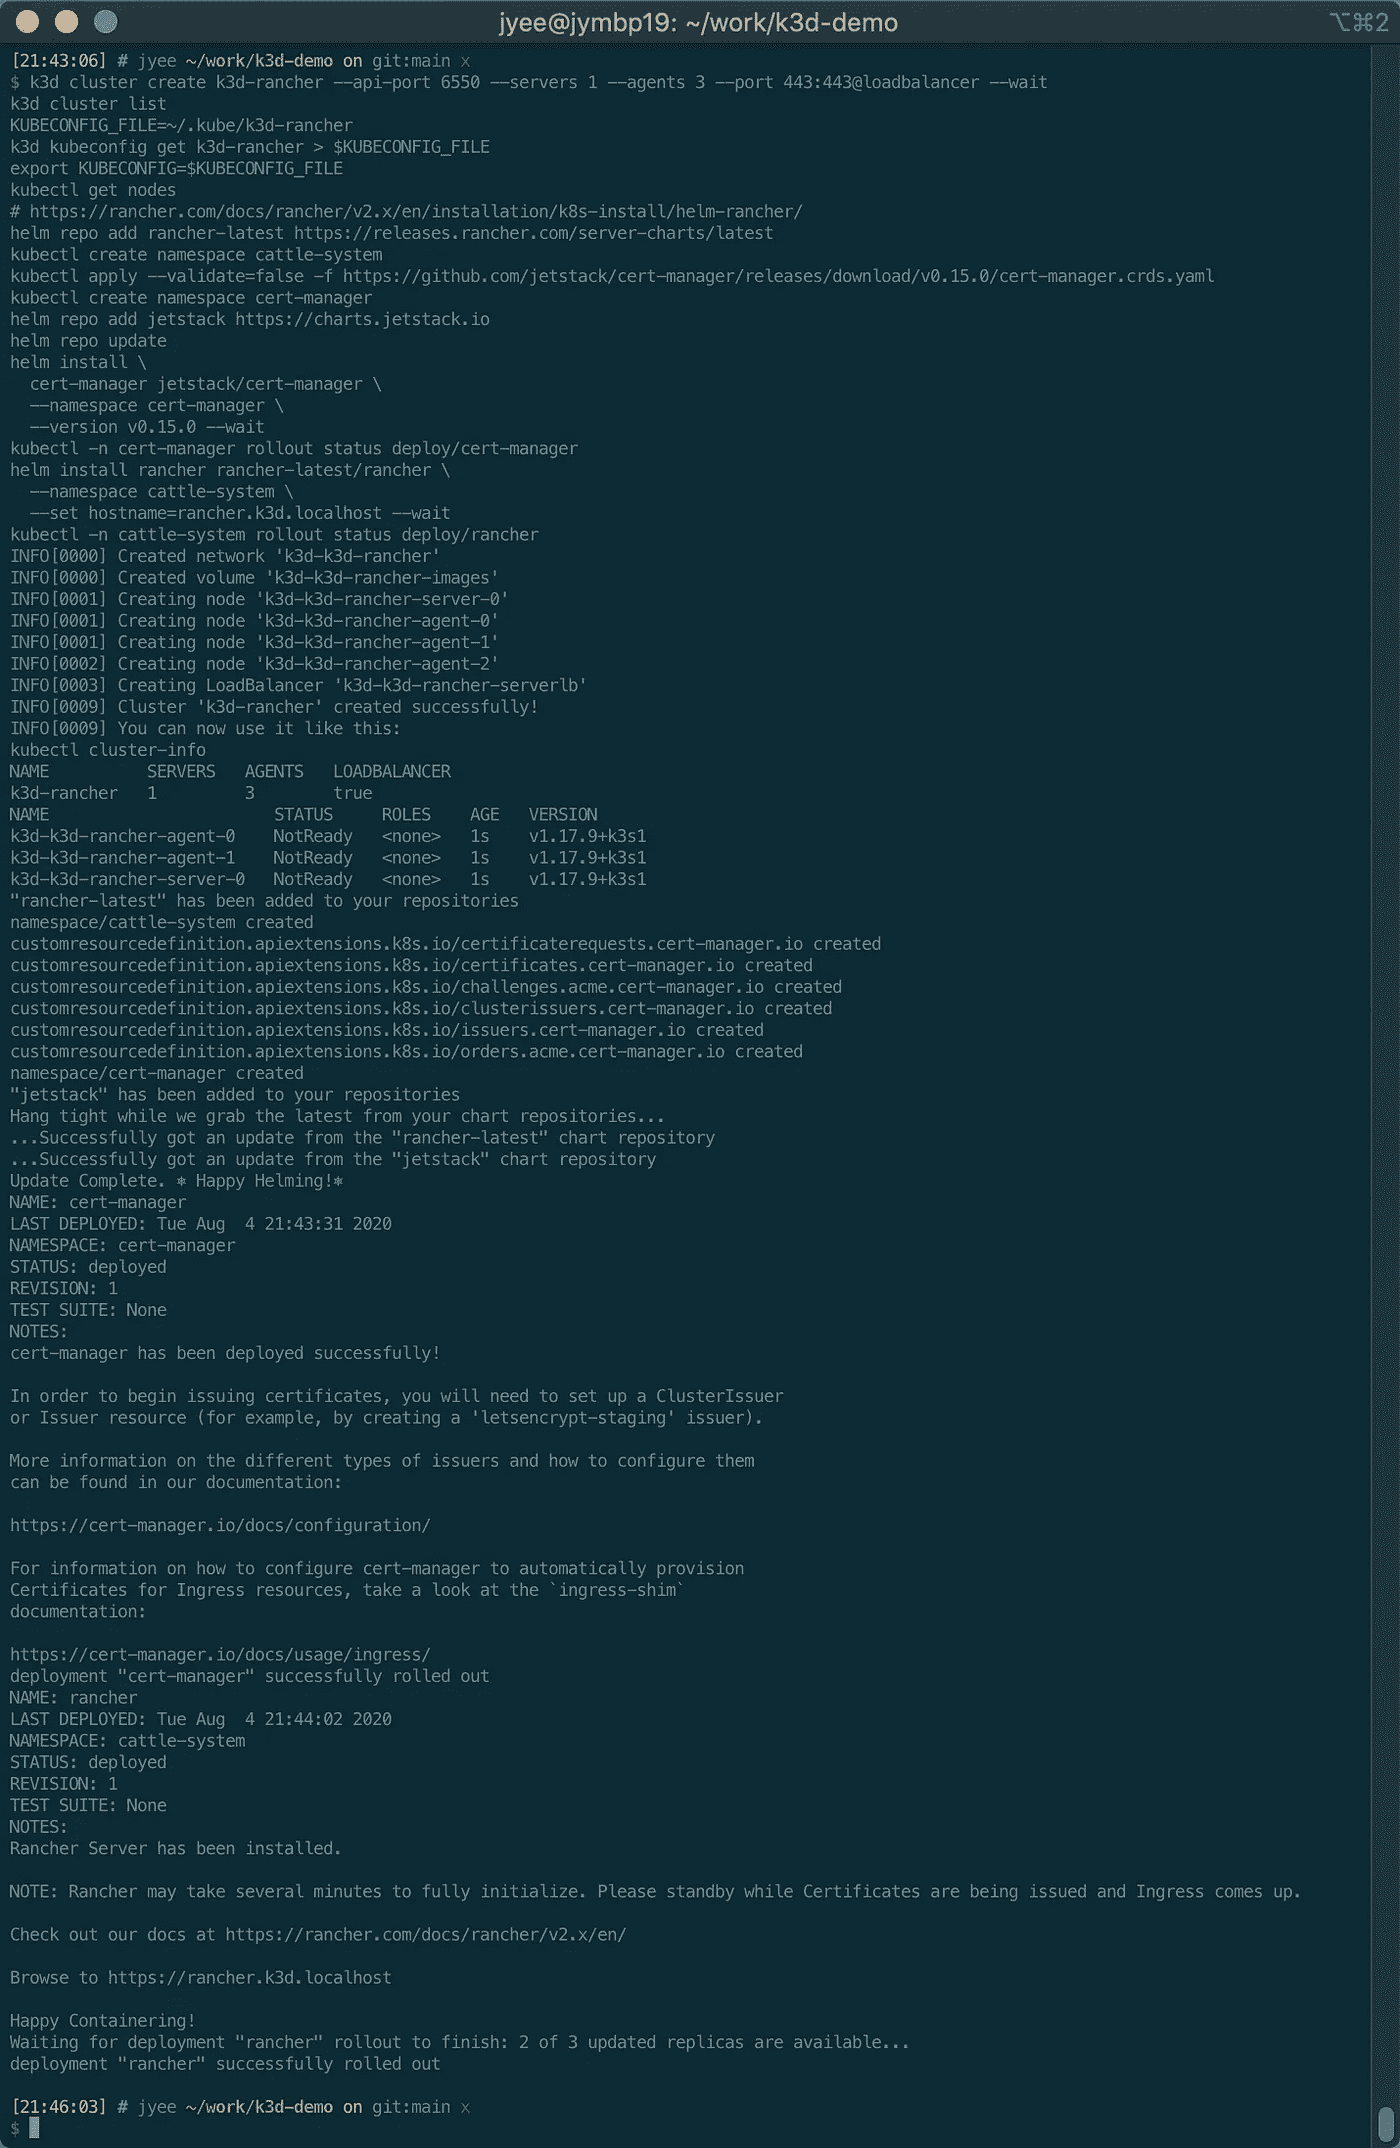 jyee@jymbp19: ~/work/k3d-demo ⌥⌘2
[21:43:06] # jyee ~/work/k3d-demo on git:main x
$ k3d cluster create k3d-rancher --api-port 6550 --servers 1 --agents 3 --port 443:443@loadbalancer --wait
k3d cluster list
KUBECONFIG_FILE=~/.kube/k3d-rancher
k3d kubeconfig get k3d-rancher > $KUBECONFIG_FILE
export KUBECONFIG=$KUBECONFIG_FILE
kubectl get nodes
# https://rancher.com/docs/rancher/v2.x/en/installation/k8s-install/helm-rancher/
helm repo add rancher-latest https://releases.rancher.com/server-charts/latest
kubectl create namespace cattle-system
kubectl apply --validate=false -f https://github.com/jetstack/cert-manager/releases/download/v0.15.0/cert-manager.crds.yaml
kubectl create namespace cert-manager
helm repo add jetstack https://charts.jetstack.io
helm repo update
helm install \
  cert-manager jetstack/cert-manager \
  --namespace cert-manager \
  --version v0.15.0 --wait
kubectl -n cert-manager rollout status deploy/cert-manager
helm install rancher rancher-latest/rancher \
  --namespace cattle-system \
  --set hostname=rancher.k3d.localhost --wait
kubectl -n cattle-system rollout status deploy/rancher
INFO[0000] Created network 'k3d-k3d-rancher'
INFO[0000] Created volume 'k3d-k3d-rancher-images'
INFO[0001] Creating node 'k3d-k3d-rancher-server-0'
INFO[0001] Creating node 'k3d-k3d-rancher-agent-0'
INFO[0001] Creating node 'k3d-k3d-rancher-agent-1'
INFO[0002] Creating node 'k3d-k3d-rancher-agent-2'
INFO[0003] Creating LoadBalancer 'k3d-k3d-rancher-serverlb'
INFO[0009] Cluster 'k3d-rancher' created successfully!
INFO[0009] You can now use it like this:
kubectl cluster-info
NAME          SERVERS   AGENTS   LOADBALANCER
k3d-rancher   1         3        true
NAME                       STATUS     ROLES    AGE   VERSION
k3d-k3d-rancher-agent-0    NotReady   <none>   1s    v1.17.9+k3s1
k3d-k3d-rancher-agent-1    NotReady   <none>   1s    v1.17.9+k3s1
k3d-k3d-rancher-server-0   NotReady   <none>   1s    v1.17.9+k3s1
"rancher-latest" has been added to your repositories
namespace/cattle-system created
customresourcedefinition.apiextensions.k8s.io/certificaterequests.cert-manager.io created
customresourcedefinition.apiextensions.k8s.io/certificates.cert-manager.io created
customresourcedefinition.apiextensions.k8s.io/challenges.acme.cert-manager.io created
customresourcedefinition.apiextensions.k8s.io/clusterissuers.cert-manager.io created
customresourcedefinition.apiextensions.k8s.io/issuers.cert-manager.io created
customresourcedefinition.apiextensions.k8s.io/orders.acme.cert-manager.io created
namespace/cert-manager created
"jetstack" has been added to your repositories
Hang tight while we grab the latest from your chart repositories...
...Successfully got an update from the "rancher-latest" chart repository
...Successfully got an update from the "jetstack" chart repository
Update Complete. ⎈ Happy Helming!⎈
NAME: cert-manager
LAST DEPLOYED: Tue Aug  4 21:43:31 2020
NAMESPACE: cert-manager
STATUS: deployed
REVISION: 1
TEST SUITE: None
NOTES:
cert-manager has been deployed successfully!
In order to begin issuing certificates, you will need to set up a ClusterIssuer
or Issuer resource (for example, by creating a 'letsencrypt-staging' issuer).
More information on the different types of issuers and how to configure them
can be found in our documentation:
https://cert-manager.io/docs/configuration/
For information on how to configure cert-manager to automatically provision
Certificates for Ingress resources, take a look at the `ingress-shim`
documentation:
https://cert-manager.io/docs/usage/ingress/
deployment "cert-manager" successfully rolled out
NAME: rancher
LAST DEPLOYED: Tue Aug  4 21:44:02 2020
NAMESPACE: cattle-system
STATUS: deployed
REVISION: 1
TEST SUITE: None
NOTES:
Rancher Server has been installed.
NOTE: Rancher may take several minutes to fully initialize. Please standby while Certificates are being issued and Ingress comes up.
Check out our docs at https://rancher.com/docs/rancher/v2.x/en/
Browse to https://rancher.k3d.localhost
Happy Containering!
Waiting for deployment "rancher" rollout to finish: 2 of 3 updated replicas are available...
deployment "rancher" successfully rolled out
[21:46:03] # jyee ~/work/k3d-demo on git:main x
$